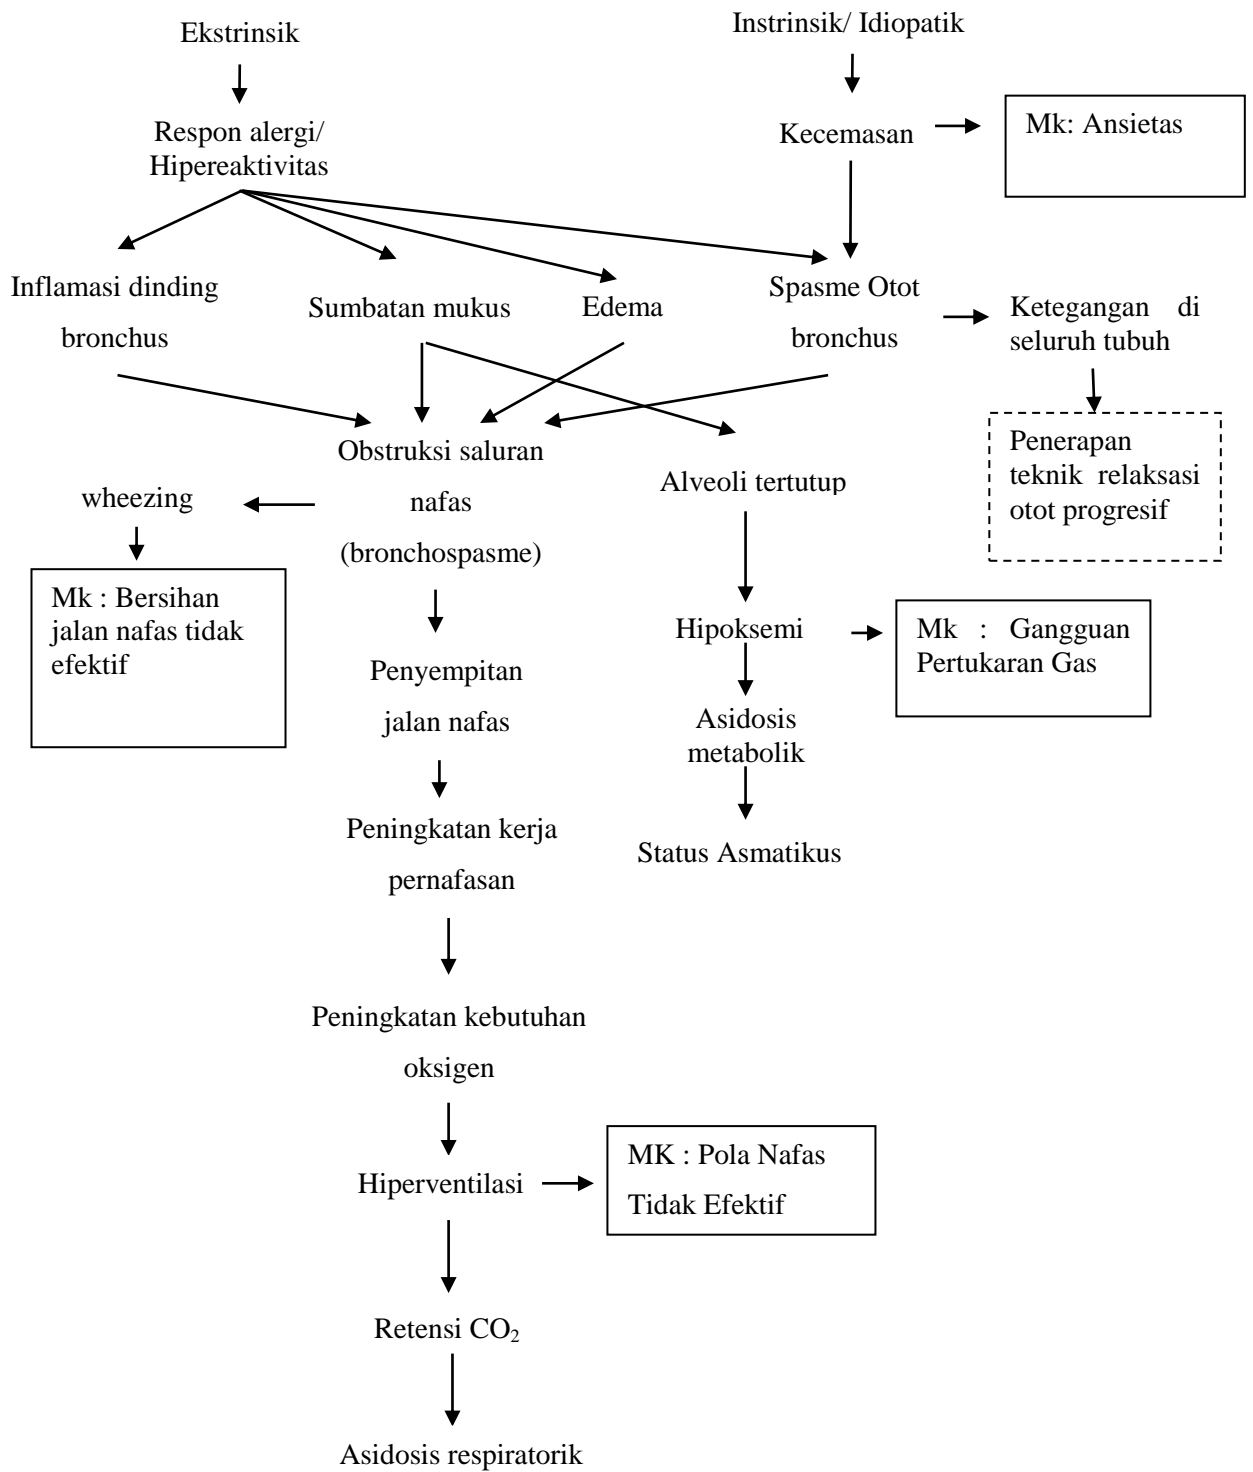 Ekstrinsik
Instrinsik/ Idiopatik
Respon alergi/
Hipereaktivitas
Kecemasan
Mk: Ansietas
Inflamasi dinding
bronchus
Sumbatan mukus
Edema
Spasme Otot
bronchus
Ketegangan di
seluruh tubuh
Penerapan
teknik relaksasi
otot progresif
Obstruksi saluran
nafas
(bronchospasme)
Alveoli tertutup
wheezing
Mk : Bersihan
jalan nafas tidak
efektif
Hipoksemi
Mk : Gangguan
Pertukaran Gas
Penyempitan
jalan nafas
Asidosis
metabolik
Peningkatan kerja
pernafasan
Status Asmatikus
Peningkatan kebutuhan
oksigen
Hiperventilasi
MK : Pola Nafas
Tidak Efektif
Retensi CO₂
Asidosis respiratorik